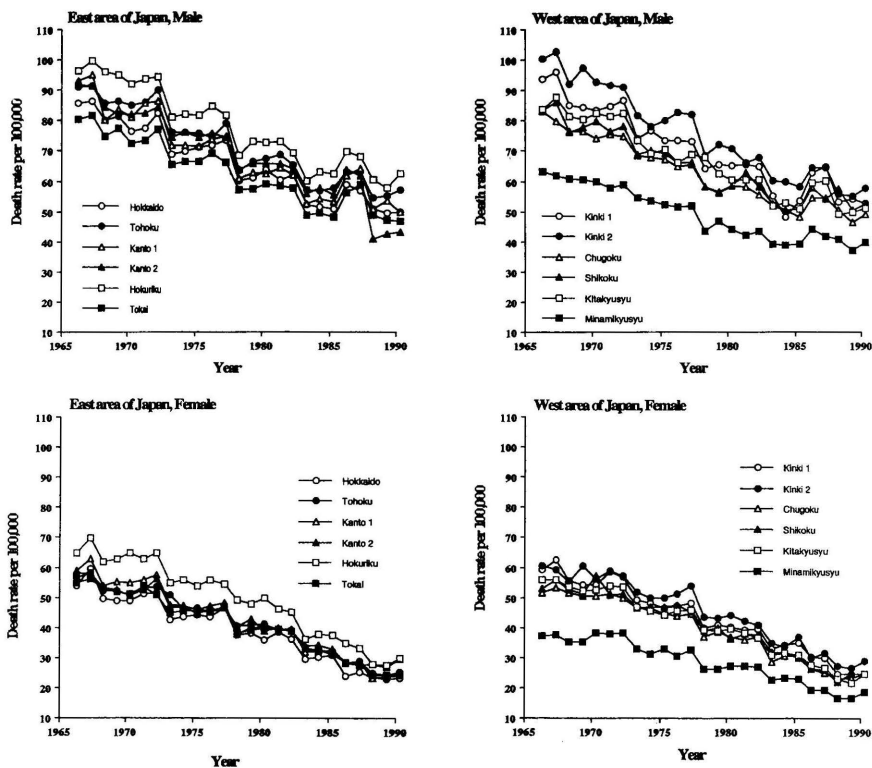 East area of Japan, Male
110
100
90
80
70
60
50
40
30
20
10
Death rate per 100,000
Hokkaido
Tohoku
Kanto 1
Kanto 2
Hokuriku
Tokai
1965 1970 1975 1980 1985 1990
Year
West area of Japan, Male
110
100
90
80
70
60
50
40
30
20
10
Death rate per 100,000
Kinki 1
Kinki 2
Chugoku
Shikoku
Kitakyusyu
Minamikyusyu
1965 1970 1975 1980 1985 1990
Year
East area of Japan, Female
110
100
90
80
70
60
50
40
30
20
10
Death rate per 100,000
Hokkaido
Tohoku
Kanto 1
Kanto 2
Hokuriku
Tokai
1965 1970 1975 1980 1985 1990
Year
West area of Japan, Female
110
100
90
80
70
60
50
40
30
20
10
Death rate per 100,000
Kinki 1
Kinki 2
Chugoku
Shikoku
Kitakyusyu
Minamikyusyu
1965 1970 1975 1980 1985 1990
Year